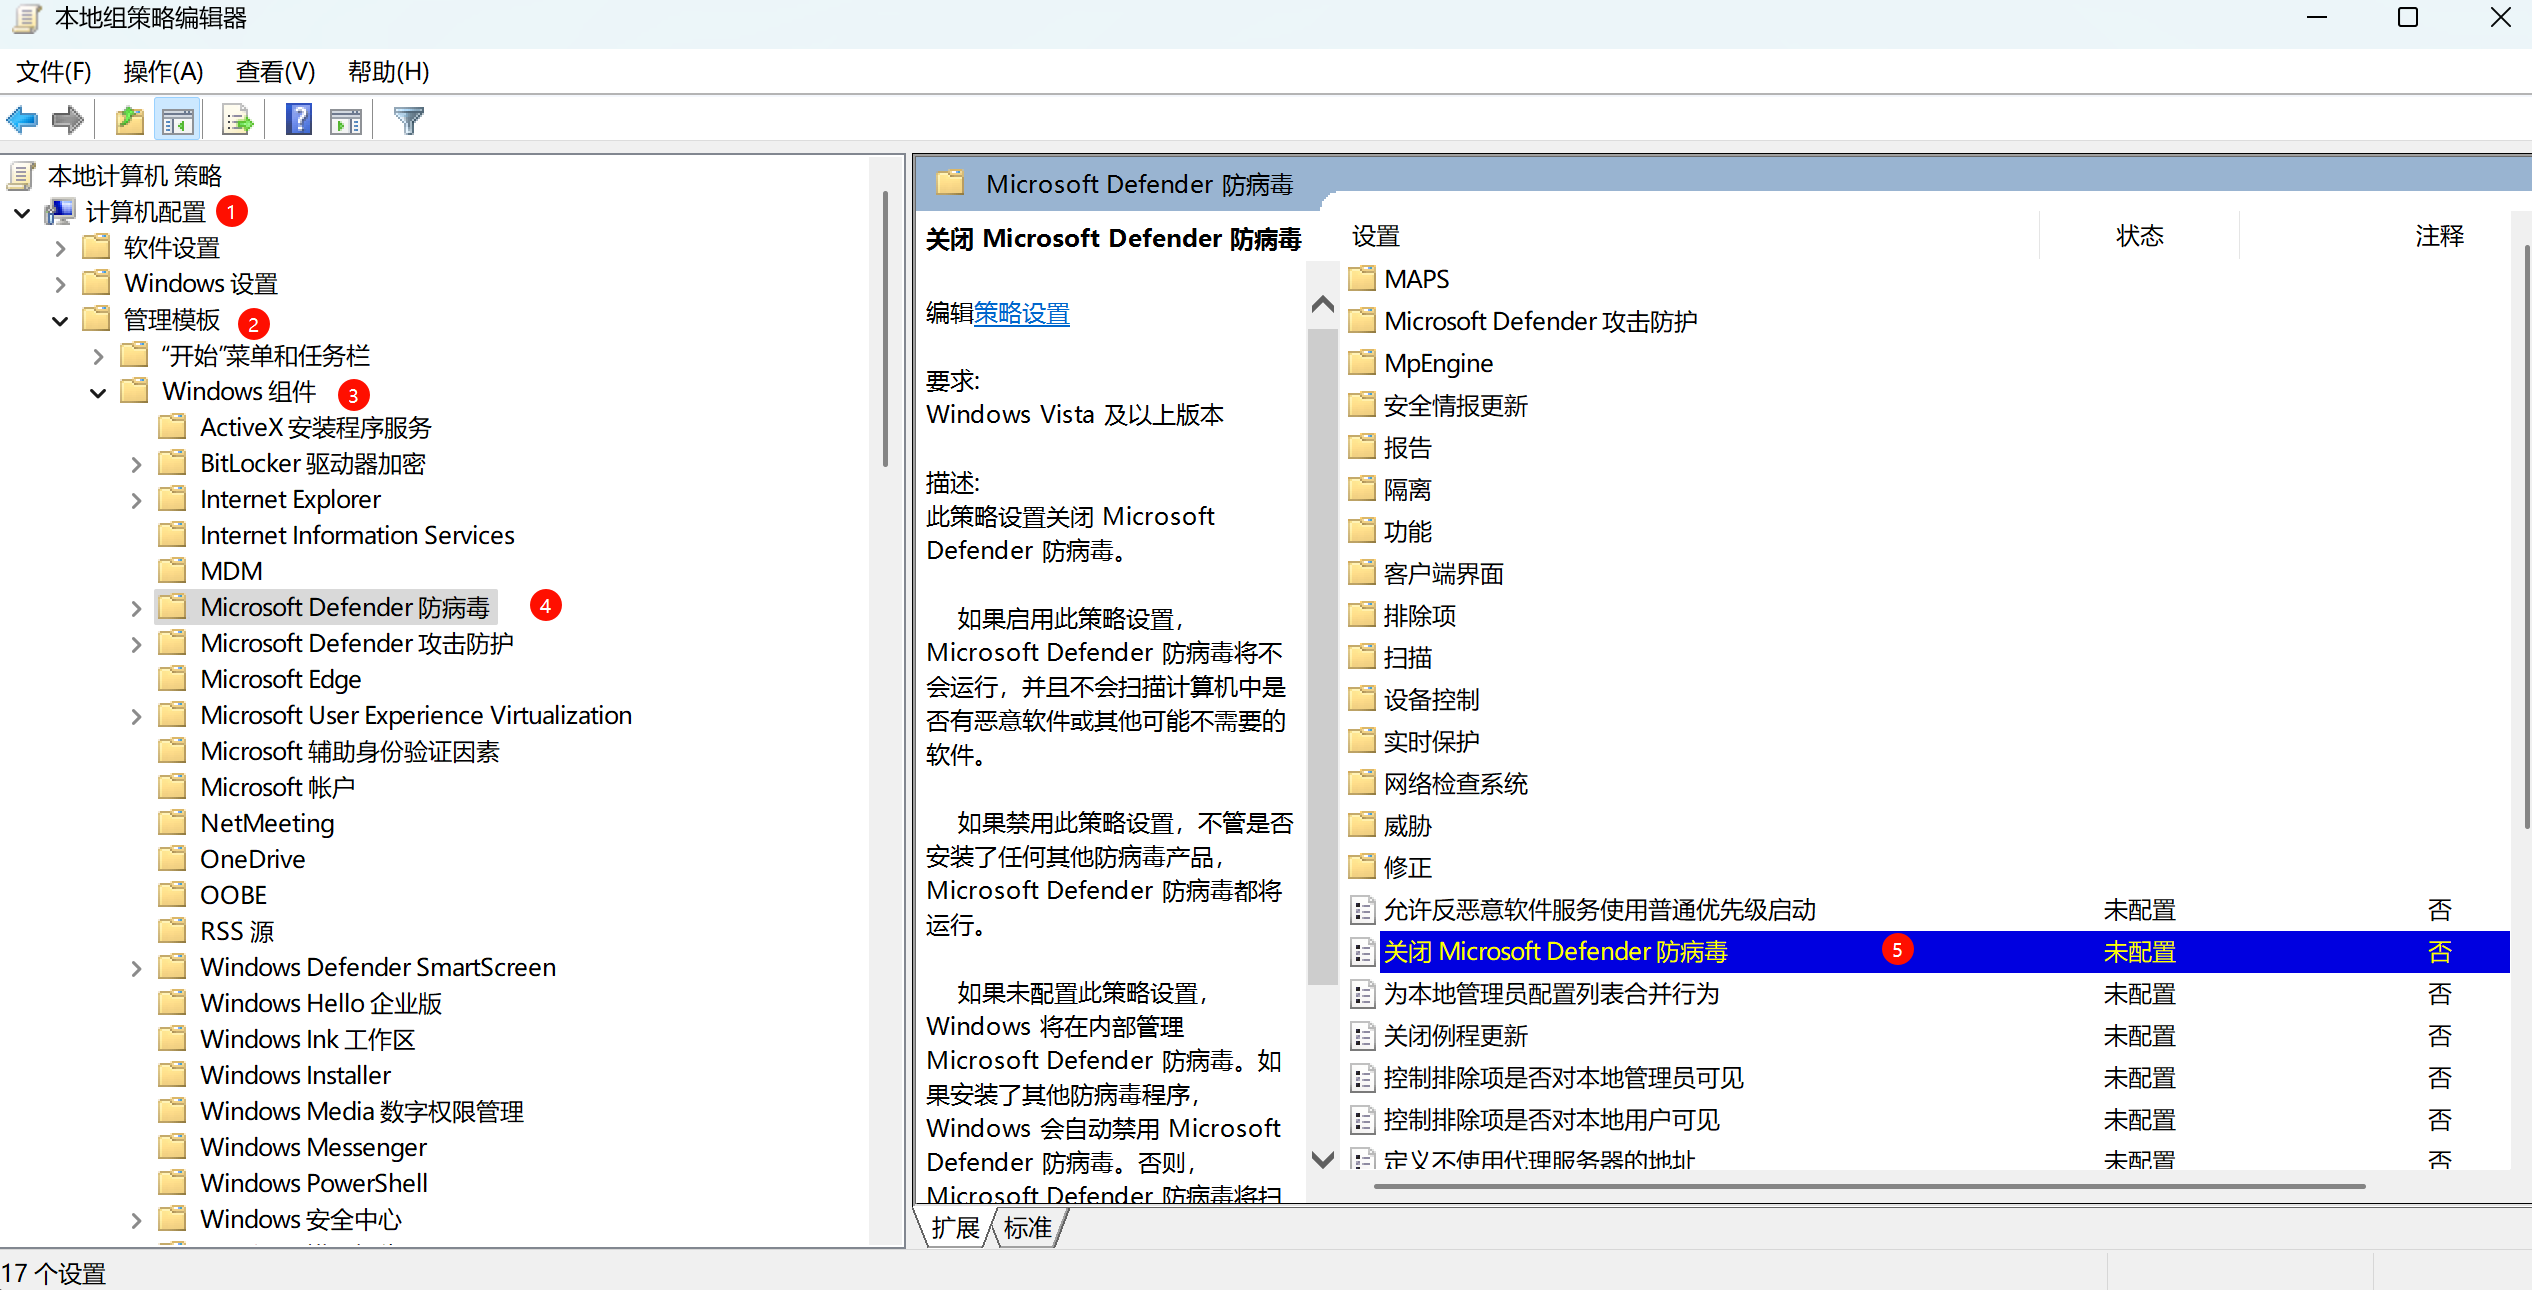 本地组策略编辑器
文件(F) 操作(A) 查看(V) 帮助(H)
本地计算机 策略
计算机配置 1
软件设置
Windows 设置
管理模板 2
“开始”菜单和任务栏
Windows 组件 3
ActiveX 安装程序服务
BitLocker 驱动器加密
Internet Explorer
Internet Information Services
MDM
Microsoft Defender 防病毒 4
Microsoft Defender 攻击防护
Microsoft Edge
Microsoft User Experience Virtualization
Microsoft 辅助身份验证因素
Microsoft 帐户
NetMeeting
OneDrive
OOBE
RSS 源
Windows Defender SmartScreen
Windows Hello 企业版
Windows Ink 工作区
Windows Installer
Windows Media 数字权限管理
Windows Messenger
Windows PowerShell
Windows 安全中心
Microsoft Defender 防病毒
关闭 Microsoft Defender 防病毒
编辑策略设置
要求:
Windows Vista 及以上版本
描述:
此策略设置关闭 Microsoft
Defender 防病毒。
如果启用此策略设置，
Microsoft Defender 防病毒将不
会运行，并且不会扫描计算机中是
否有恶意软件或其他可能不需要的
软件。
如果禁用此策略设置，不管是否
安装了任何其他防病毒产品，
Microsoft Defender 防病毒都将
运行。
如果未配置此策略设置，
Windows 将在内部管理
Microsoft Defender 防病毒。如
果安装了其他防病毒程序，
Windows 会自动禁用 Microsoft
Defender 防病毒。否则，
Microsoft Defender 防病毒将扫
设置 状态 注释
MAPS
Microsoft Defender 攻击防护
MpEngine
安全情报更新
报告
隔离
功能
客户端界面
排除项
扫描
设备控制
实时保护
网络检查系统
威胁
修正
允许反恶意软件服务使用普通优先级启动 未配置 否
关闭 Microsoft Defender 防病毒 5 未配置 否
为本地管理员配置列表合并行为 未配置 否
关闭例程更新 未配置 否
控制排除项是否对本地管理员可见 未配置 否
控制排除项是否对本地用户可见 未配置 否
定义不使用代理服务器的地址 未配置 否
扩展 标准
17 个设置